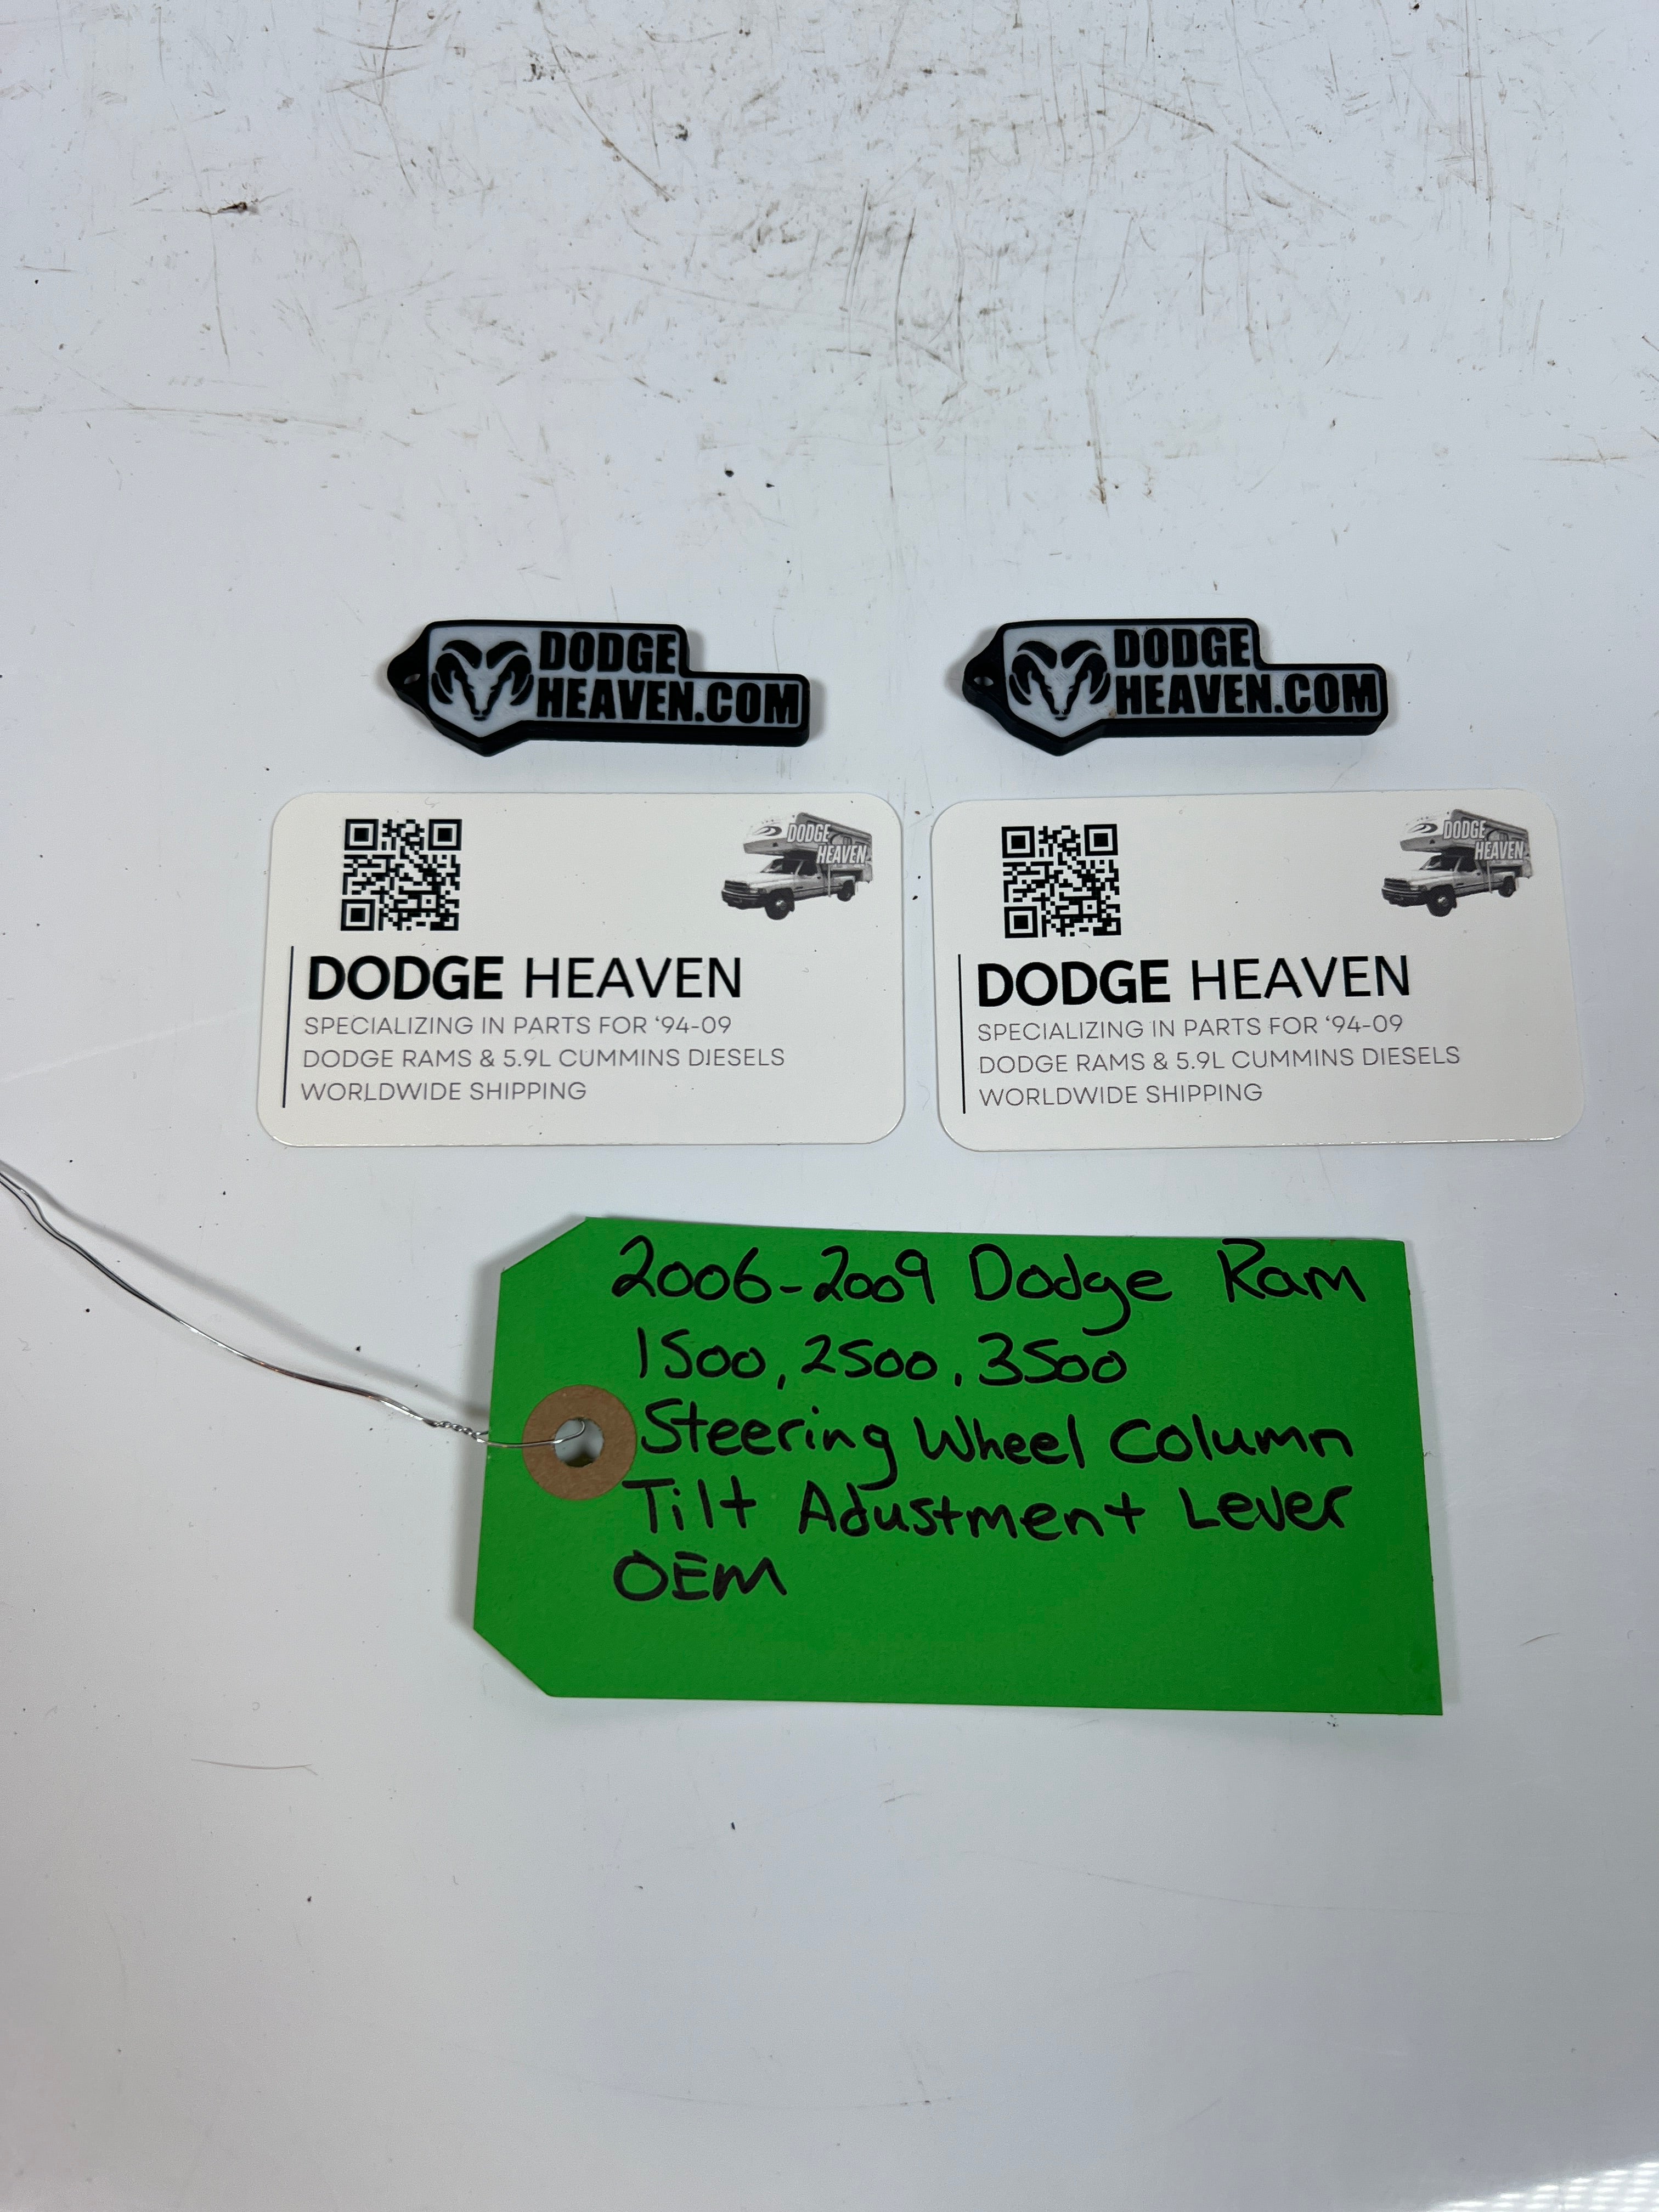 DODGE
HEAVEN.COM
DODGE
HEAVEN.COM
DODGE
HEAVEN
DODGE HEAVEN
SPECIALIZING IN PARTS FOR ‘94-09
DODGE RAMS & 5.9L CUMMINS DIESELS
WORLDWIDE SHIPPING
DODGE
HEAVEN
DODGE HEAVEN
SPECIALIZING IN PARTS FOR ‘94-09
DODGE RAMS & 5.9L CUMMINS DIESELS
WORLDWIDE SHIPPING
2006-2009 Dodge Ram
1500, 2500, 3500
Steering Wheel Column
Tilt Adustment Lever
OEM